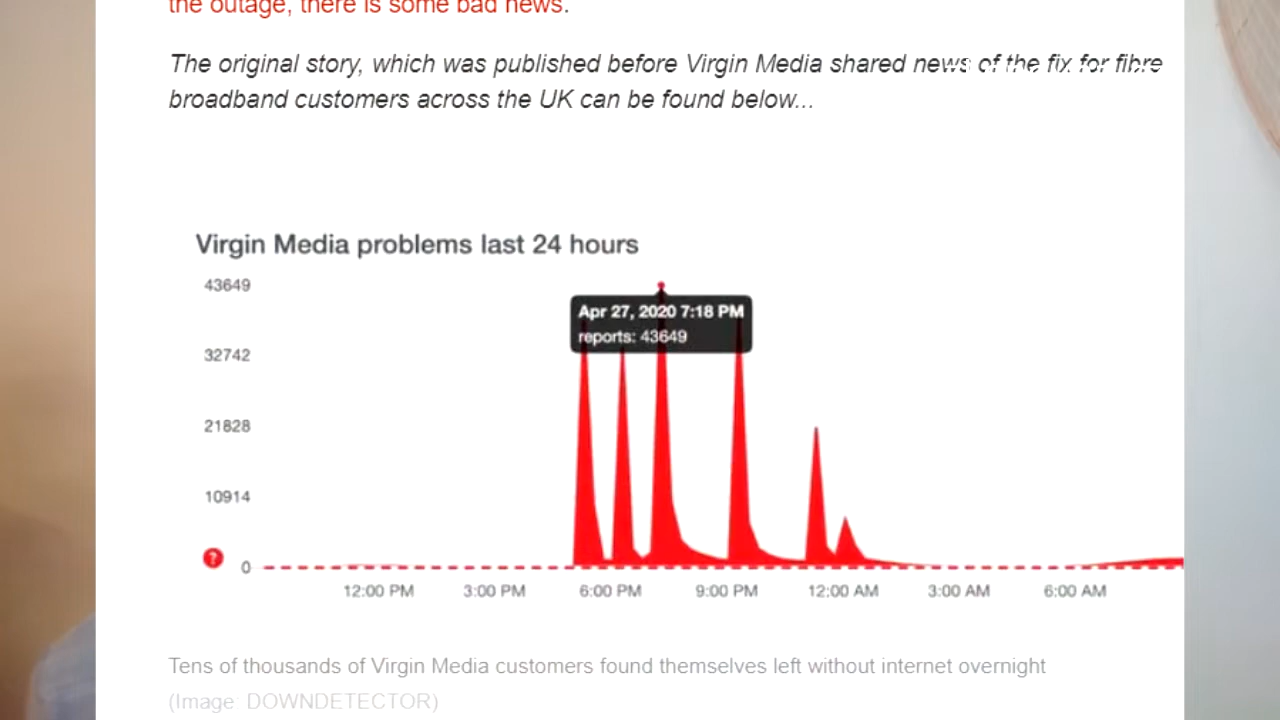 the outage, there is some bad news.
The original story, which was published before Virgin Media shared news of the fix for fibre
broadband customers across the UK can be found below...
Virgin Media problems last 24 hours
43649
Apr 27, 2020 7:18 PM
reports: 43649
32742
21828
10914
?
0
12:00 PM 3:00 PM 6:00 PM 9:00 PM 12:00 AM 3:00 AM 6:00 AM
Tens of thousands of Virgin Media customers found themselves left without internet overnight
(Image: DOWNDETECTOR)